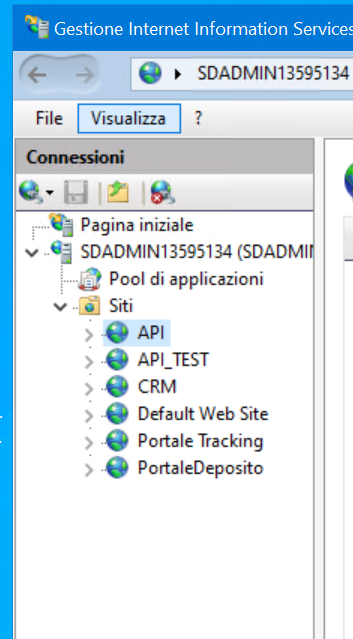 Gestione Internet Information Services
SDADMIN13595134
File Visualizza ?
Connessioni
Pagina iniziale
SDADMIN13595134 (SDADMI
Pool di applicazioni
Siti
API
API_TEST
CRM
Default Web Site
Portale Tracking
PortaleDeposito